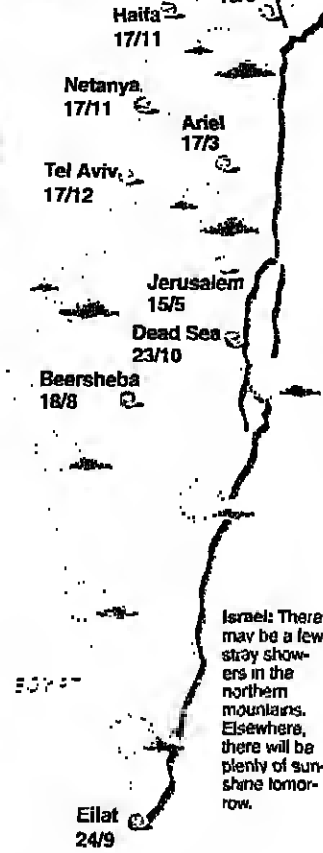 Haifa
17/11
Netanya
17/11
Ariel
17/3
Tel Aviv
17/12
Jerusalem
15/5
Dead Sea
23/10
Beersheba
18/8
EGYPT
Israel: There
may be a few
stray show-
ers in the
northern
mountains.
Elsewhere,
there will be
plenty of sun-
shine tomor-
row.
Eilat
24/9